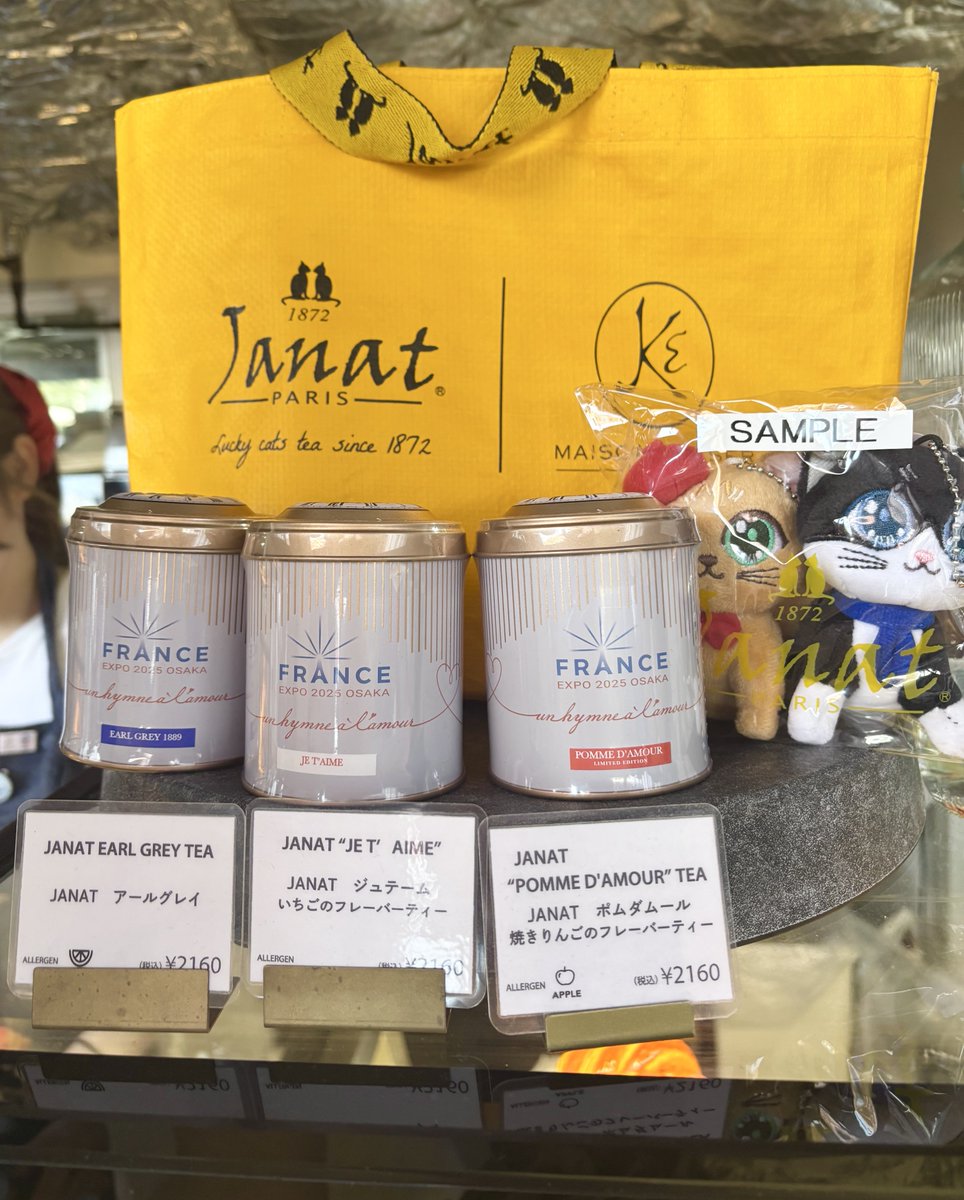 1872
Janat
PARIS
®
Lucky cats tea since 1872
KE
MAISON
SAMPLE
1872
Janat
PARIS
®
FRANCE
EXPO 2025 OSAKA
un hymne à l'amour
EARL GREY 1889
FRANCE
EXPO 2025 OSAKA
un hymne à l'amour
JE T'AIME
FRANCE
EXPO 2025 OSAKA
un hymne à l'amour
POMME D'AMOUR
LIMITED EDITION
JANAT EARL GREY TEA
JANAT アールグレイ
ALLERGEN
(税込) ¥2160
JANAT “JE T’ AIME”
JANAT ジュテーム
いちごのフレーバーティー
ALLERGEN
(税込) ¥2160
JANAT
“POMME D'AMOUR” TEA
JANAT ポムダムール
焼きりんごのフレーバーティー
ALLERGEN
APPLE
(税込) ¥2160